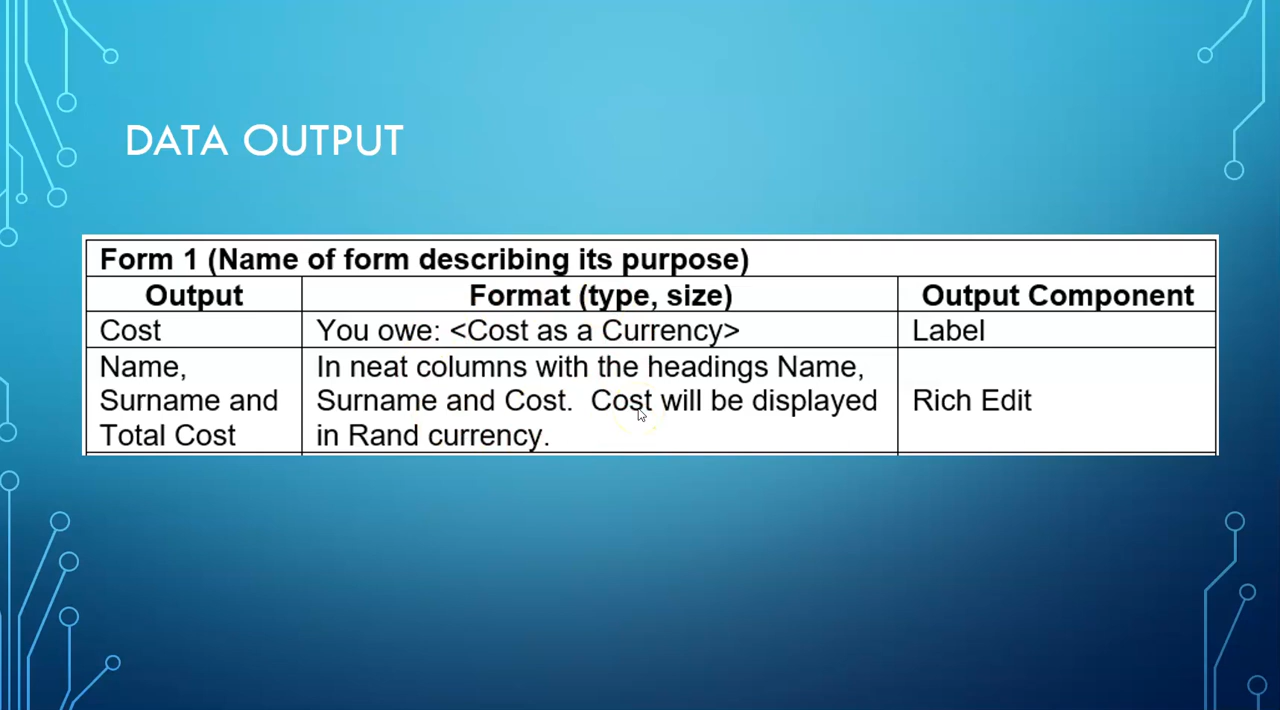 DATA OUTPUT
Form 1 (Name of form describing its purpose)
Output Format (type, size) Output Component
Cost You owe: <Cost as a Currency> Label
Name,
Surname and
Total Cost
In neat columns with the headings Name,
Surname and Cost.  Cost will be displayed
in Rand currency.
Rich Edit